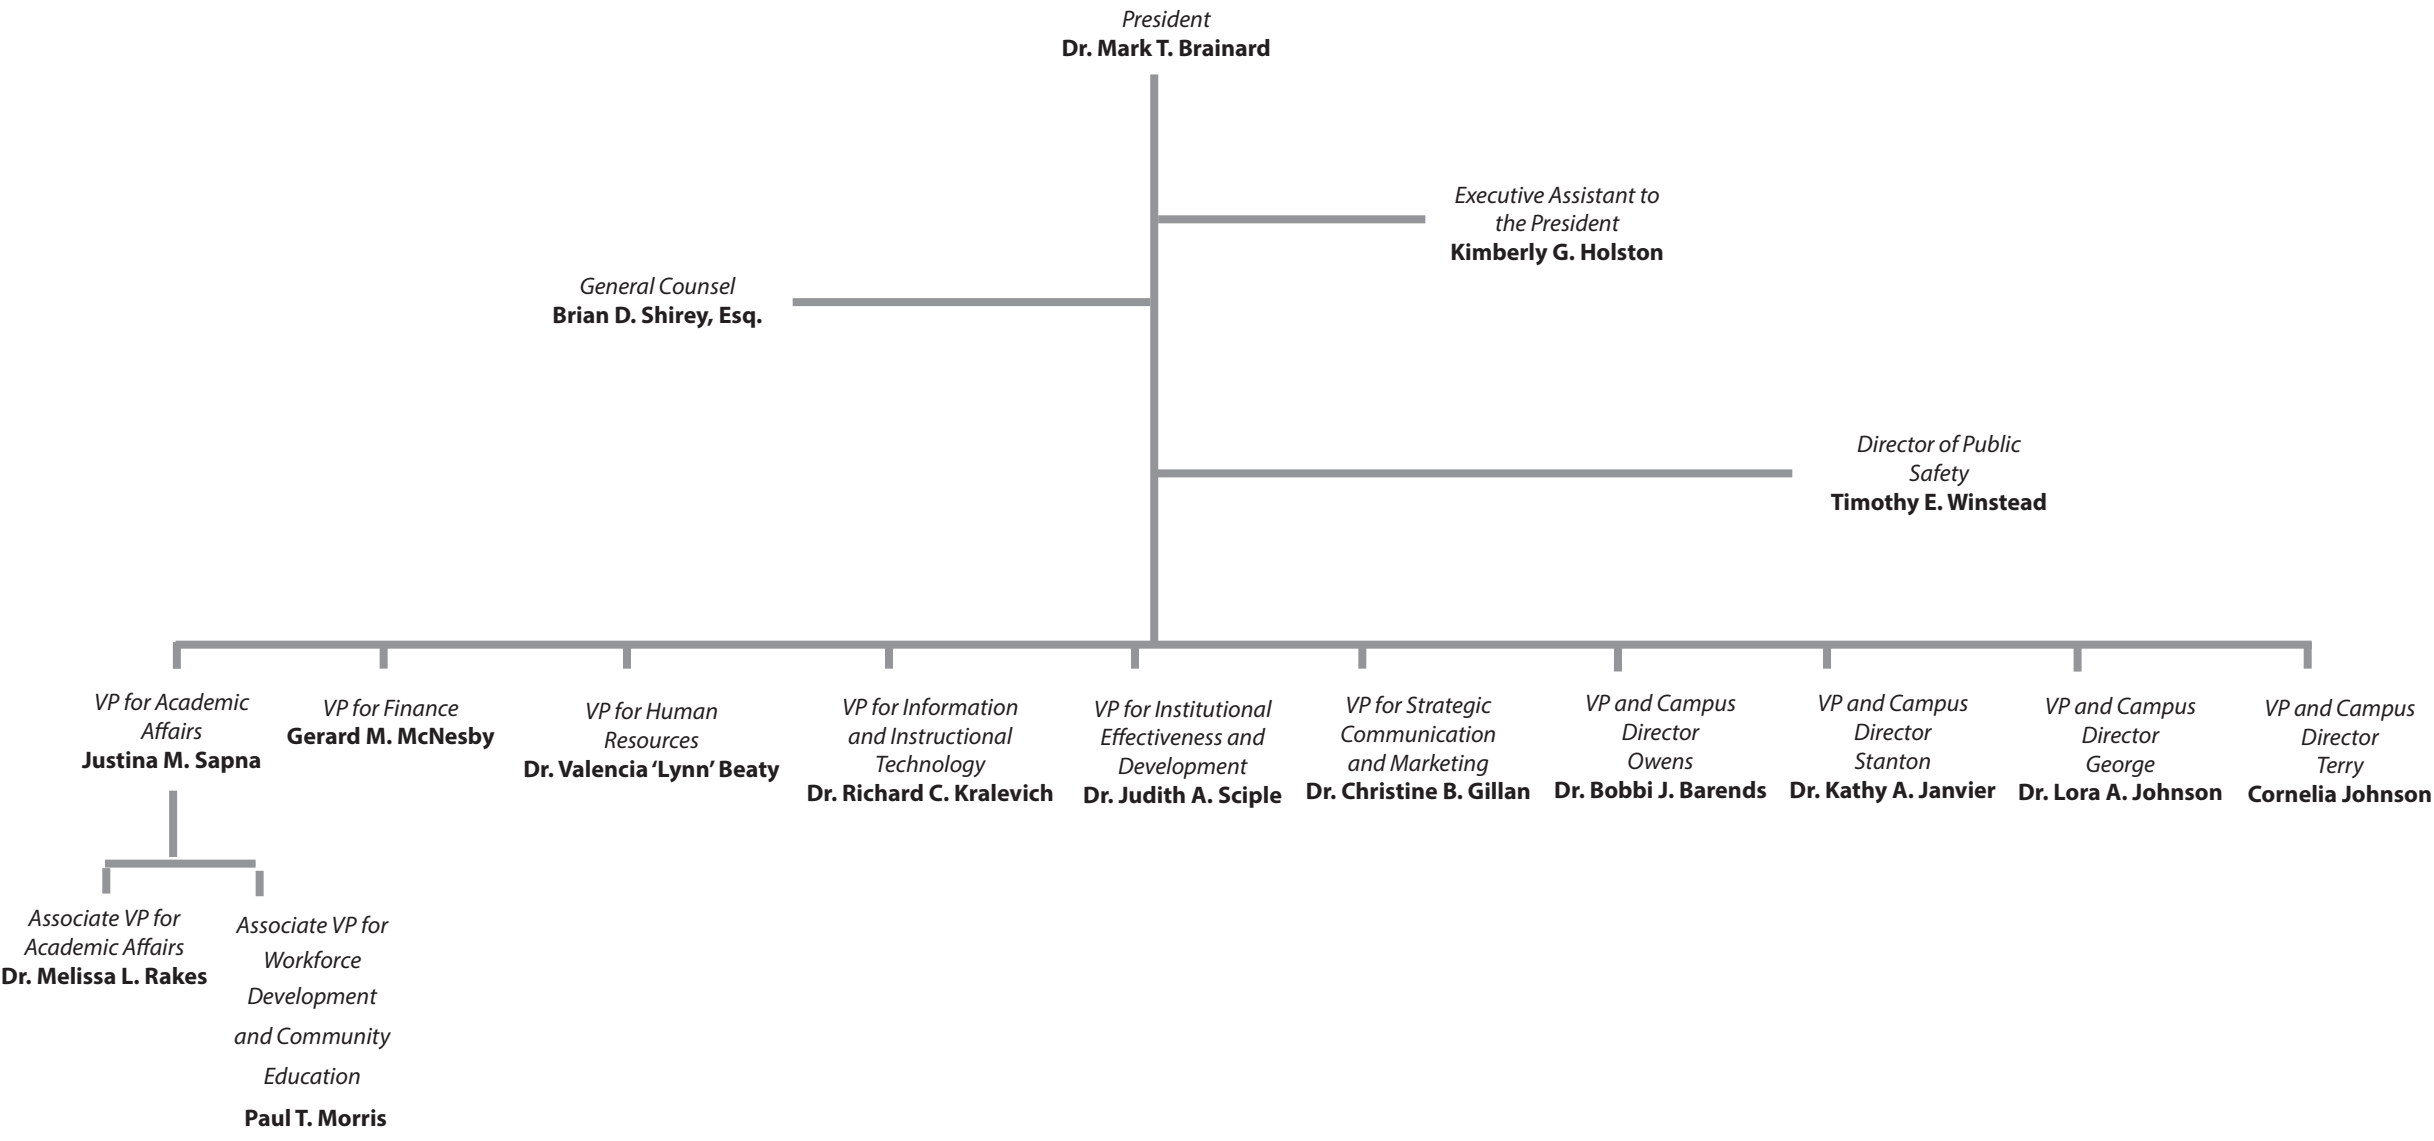 President
Dr. Mark T. Brainard
Executive Assistant to
the President
Kimberly G. Holston
General Counsel
Brian D. Shirey, Esq.
Director of Public
Safety
Timothy E. Winstead
VP for Academic
Affairs
Justina M. Sapna
VP for Finance
Gerard M. McNesby
VP for Human
Resources
Dr. Valencia ‘Lynn’ Beaty
VP for Information
and Instructional
Technology
Dr. Richard C. Kralevich
VP for Institutional
Effectiveness and
Development
Dr. Judith A. Sciple
VP for Strategic
Communication
and Marketing
Dr. Christine B. Gillan
VP and Campus
Director
Owens
Dr. Bobbi J. Barends
VP and Campus
Director
Stanton
Dr. Kathy A. Janvier
VP and Campus
Director
George
Dr. Lora A. Johnson
VP and Campus
Director
Terry
Cornelia Johnson
Associate VP for
Academic Affairs
Dr. Melissa L. Rakes
Associate VP for
Workforce
Development
and Community
Education
Paul T. Morris